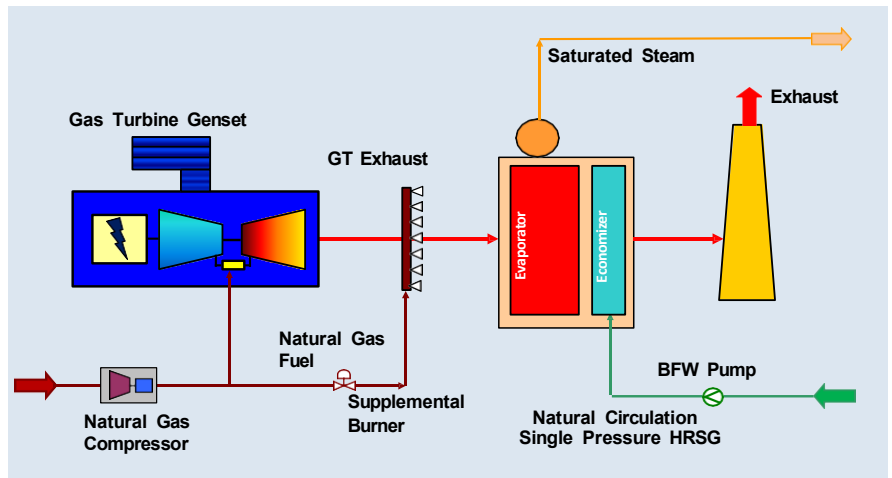 Saturated Steam
Exhaust
Gas Turbine Genset
GT Exhaust
Evaporator
Economizer
Natural Gas
Fuel
BFW Pump
Supplemental
Burner
Natural Gas
Compressor
Natural Circulation
Single Pressure HRSG